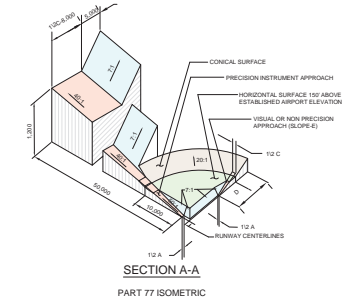 1\2C-8,000
5,000
7:1
40:1
1,200
7:1
40:1
50,000
10,000
CONICAL SURFACE
PRECISION INSTRUMENT APPROACH
HORIZONTAL SURFACE 150' ABOVE
ESTABLISHED AIRPORT ELEVATION
VISUAL OR NON PRECISION
APPROACH (SLOPE-E)
20:1
1\2 C
7:1
D
1\2 A
RUNWAY CENTERLINES
1\2 A
SECTION A-A
PART 77 ISOMETRIC